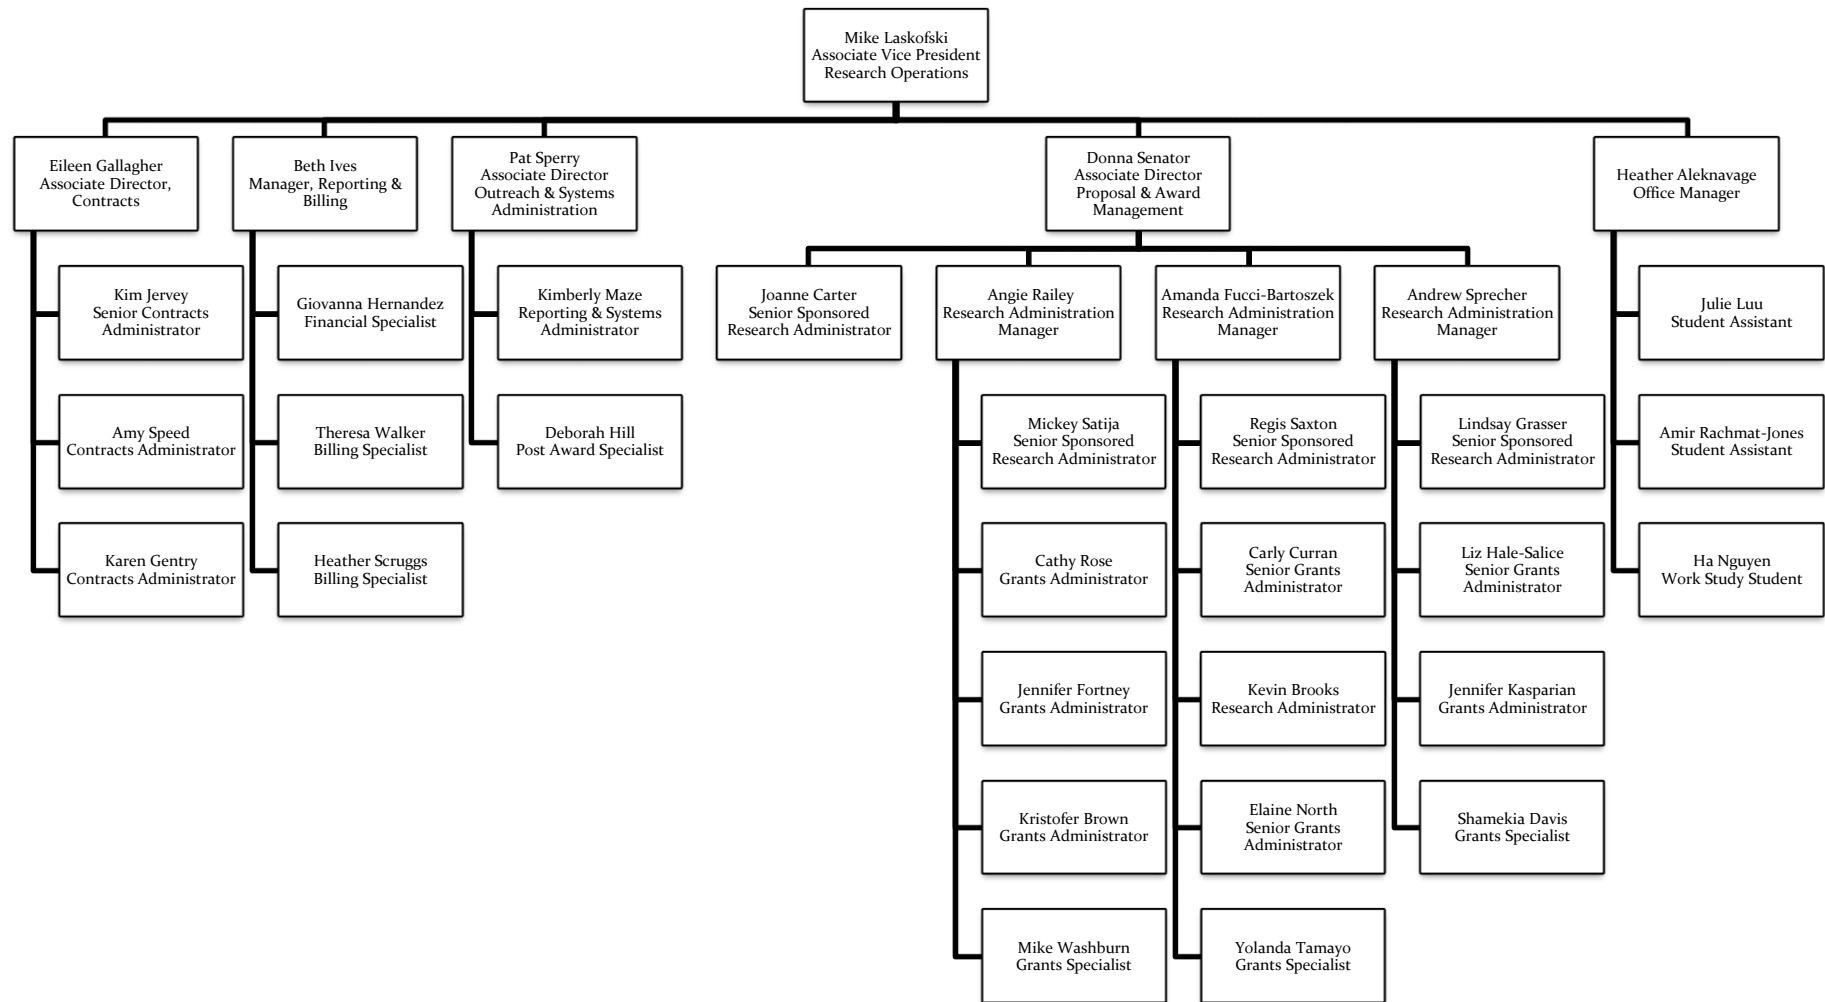 Mike Laskofski
Associate Vice President
Research Operations
Eileen Gallagher
Associate Director,
Contracts
Beth Ives
Manager, Reporting &
Billing
Pat Sperry
Associate Director
Outreach & Systems
Administration
Donna Senator
Associate Director
Proposal & Award
Management
Heather Aleknavage
Office Manager
Kim Jervey
Senior Contracts
Administrator
Giovanna Hernandez
Financial Specialist
Kimberly Maze
Reporting & Systems
Administrator
Joanne Carter
Senior Sponsored
Research Administrator
Angie Railey
Research Administration
Manager
Amanda Fucci-Bartoszek
Research Administration
Manager
Andrew Sprecher
Research Administration
Manager
Julie Luu
Student Assistant
Amy Speed
Contracts Administrator
Theresa Walker
Billing Specialist
Deborah Hill
Post Award Specialist
Mickey Satija
Senior Sponsored
Research Administrator
Regis Saxton
Senior Sponsored
Research Administrator
Lindsay Grasser
Senior Sponsored
Research Administrator
Amir Rachmat-Jones
Student Assistant
Karen Gentry
Contracts Administrator
Heather Scruggs
Billing Specialist
Cathy Rose
Grants Administrator
Carly Curran
Senior Grants
Administrator
Liz Hale-Salice
Senior Grants
Administrator
Ha Nguyen
Work Study Student
Jennifer Fortney
Grants Administrator
Kevin Brooks
Research Administrator
Jennifer Kasparian
Grants Administrator
Kristofer Brown
Grants Administrator
Elaine North
Senior Grants
Administrator
Shamekia Davis
Grants Specialist
Mike Washburn
Grants Specialist
Yolanda Tamayo
Grants Specialist